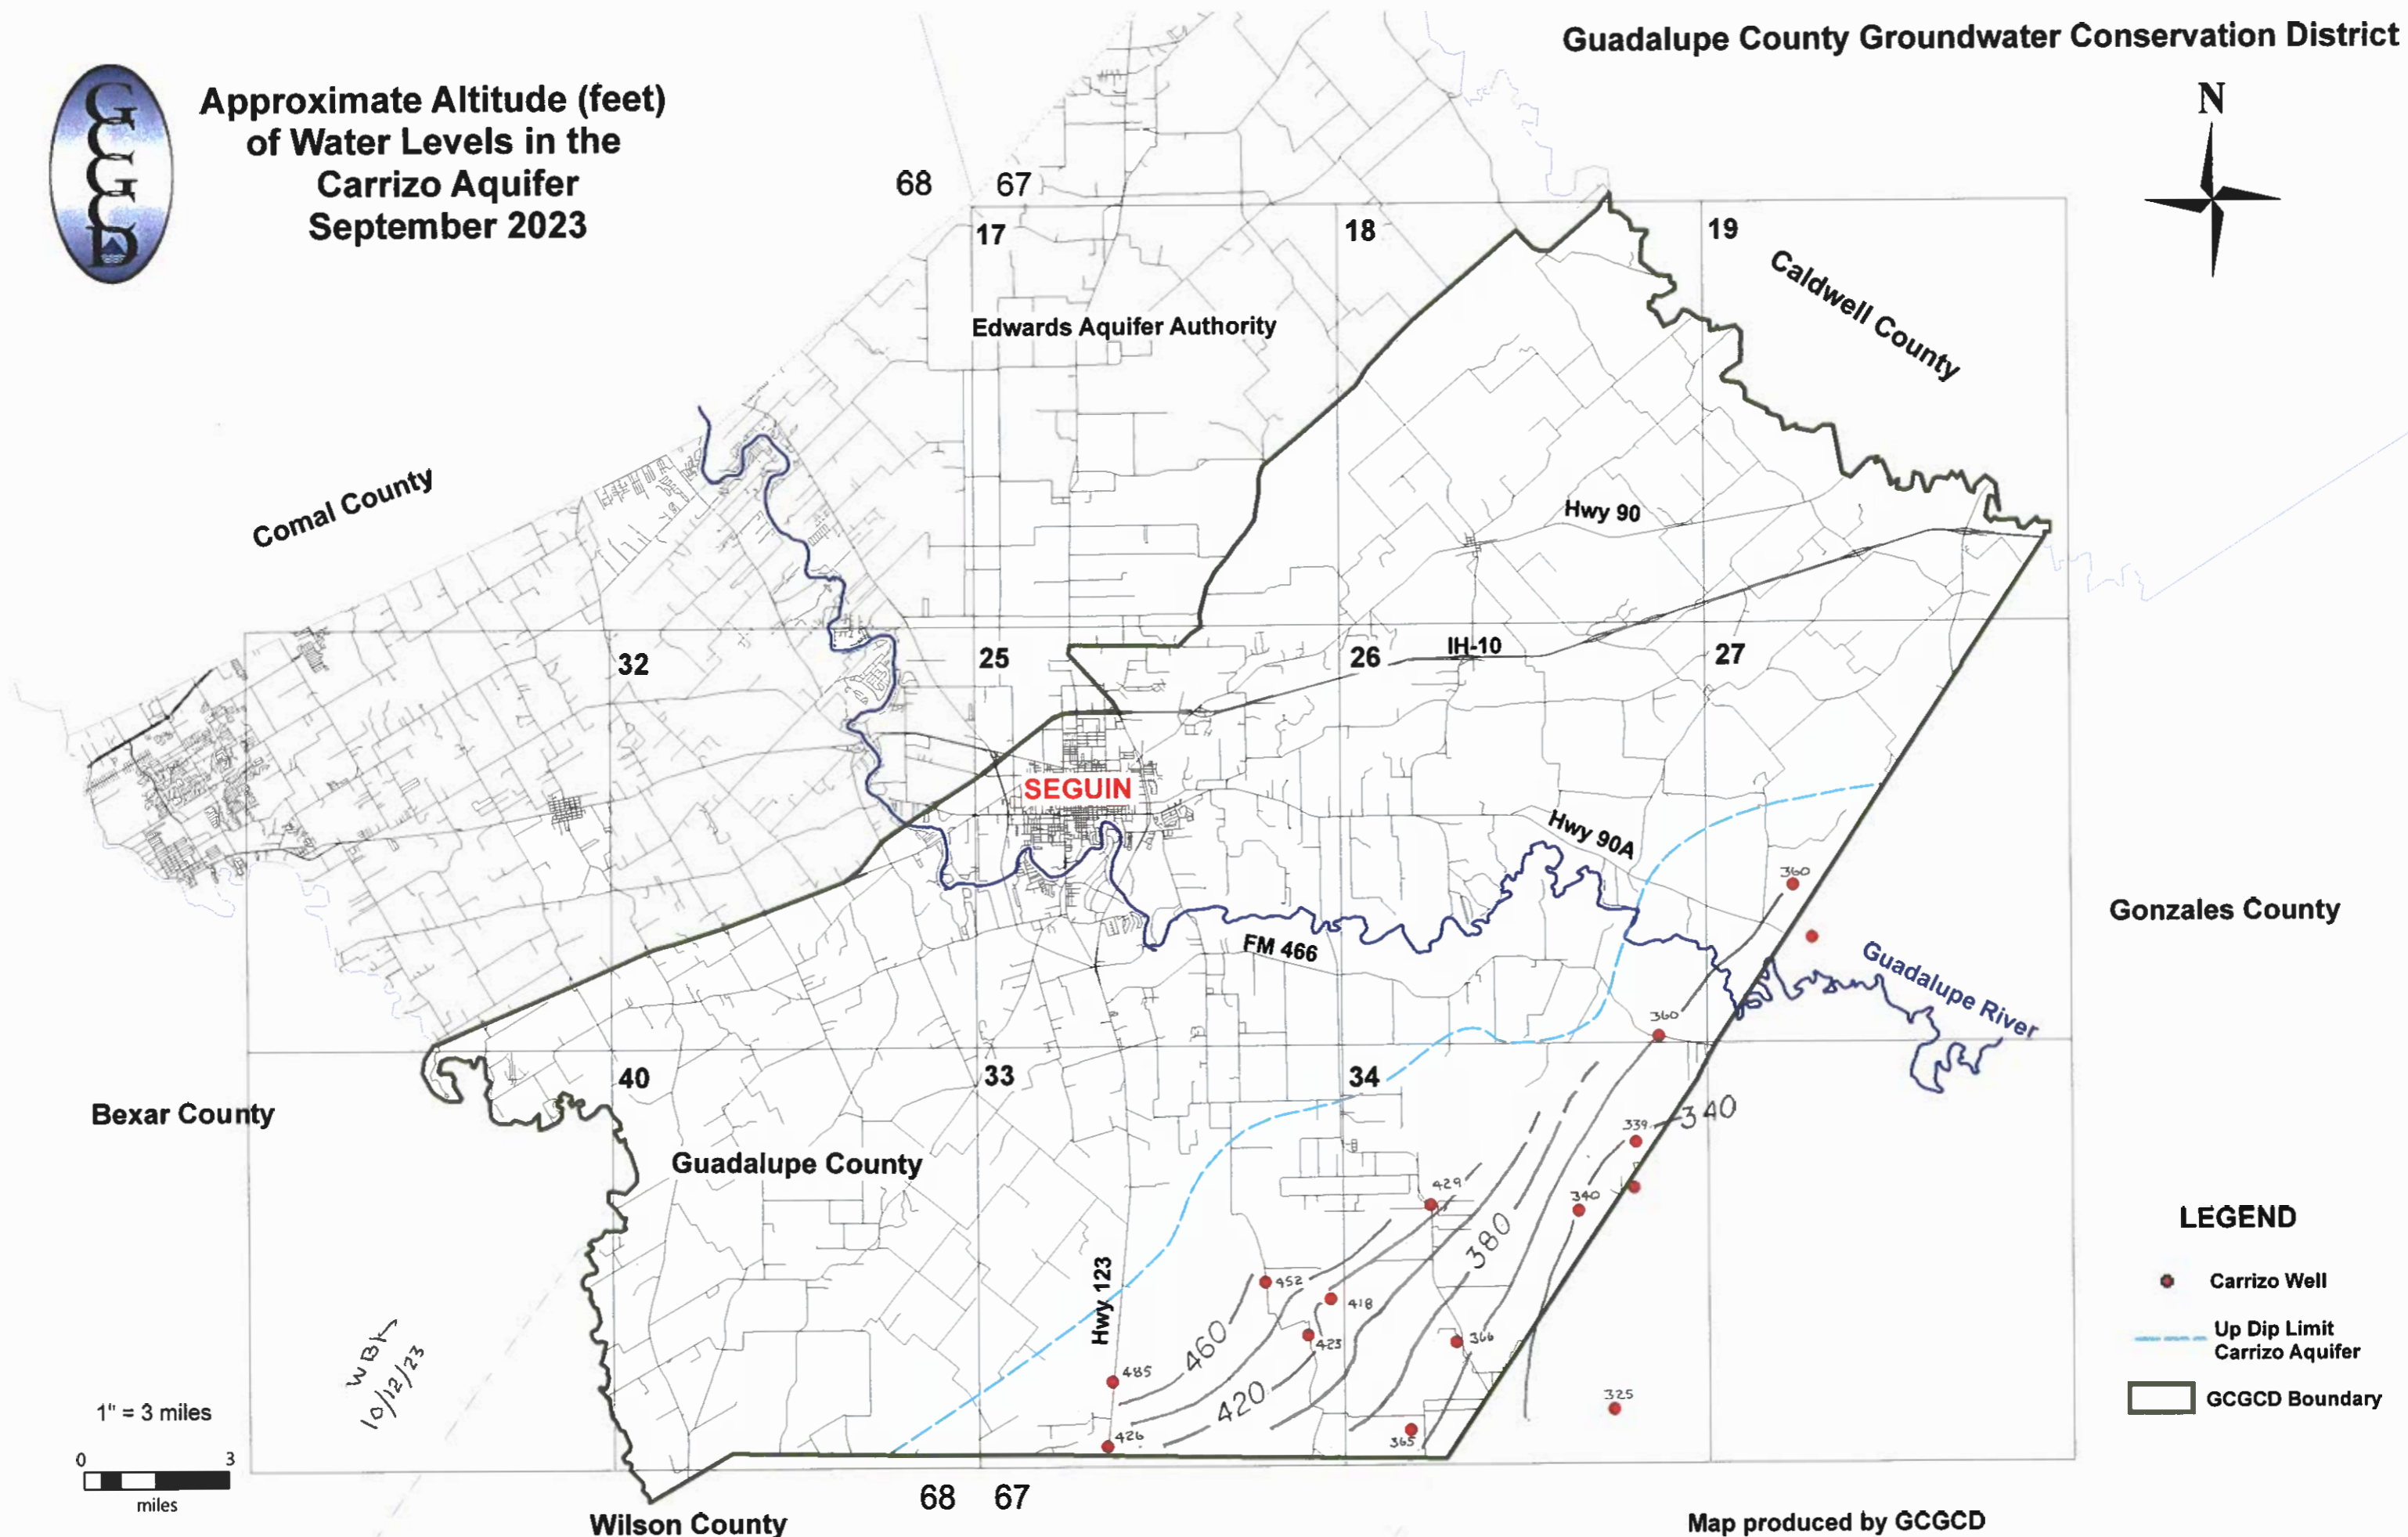 Guadalupe County Groundwater Conservation District
GCGCD
Approximate Altitude (feet)
of Water Levels in the
Carrizo Aquifer
September 2023
N
68 67
17
18
19
Caldwell County
Edwards Aquifer Authority
Comal County
Hwy 90
32
25
26
IH-10
27
SEGUIN
Hwy 90A
360
Gonzales County
FM 466
Guadalupe River
360
40
33
34
Bexar County
340
339
Guadalupe County
429
340
380
LEGEND
Carrizo Well
Up Dip Limit
Carrizo Aquifer
GCGCD Boundary
Hwy 123
452
418
423
366
460
485
420
325
426
365
WBK
10/12/23
1" = 3 miles
0 3
miles
68 67
Wilson County
Map produced by GCGCD